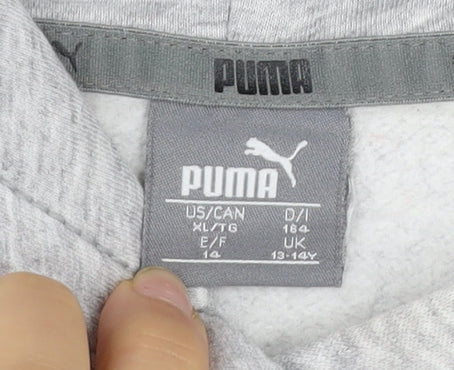 PUMA
PUMA
US/CAN D/I
XL/TG 164
E/F UK
14 13-14Y